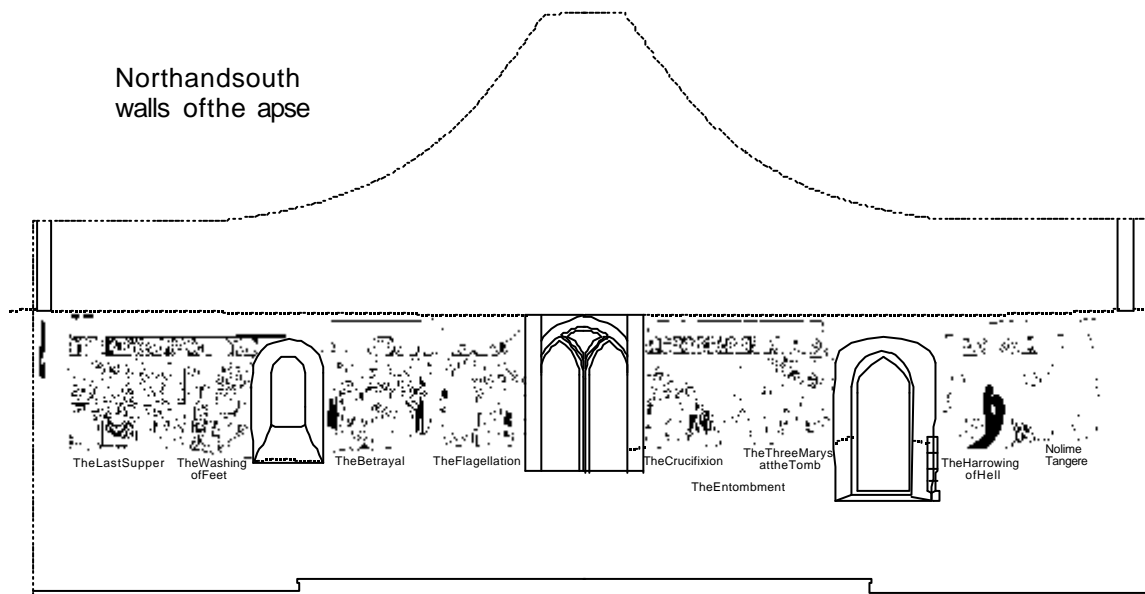 Northandsouth
walls ofthe apse
TheLastSupper
TheWashing
ofFeet
TheBetrayal
TheFlagellation
TheCrucifixion
TheEntombment
TheThreeMarys
attheTomb
TheHarrowing
ofHell
Nolime
Tangere